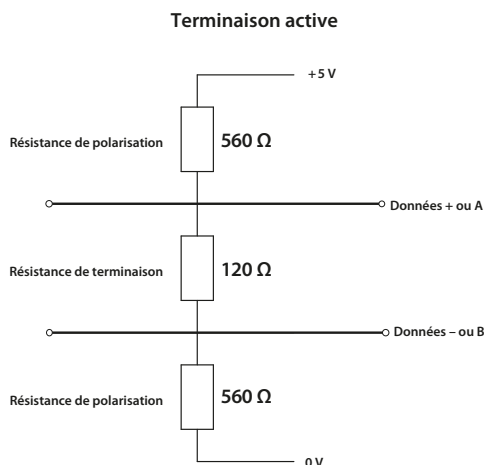 Terminaison active
+ 5 V
Résistance de polarisation
560 Ω
Données + ou A
Résistance de terminaison
120 Ω
Données – ou B
Résistance de polarisation
560 Ω
0 V